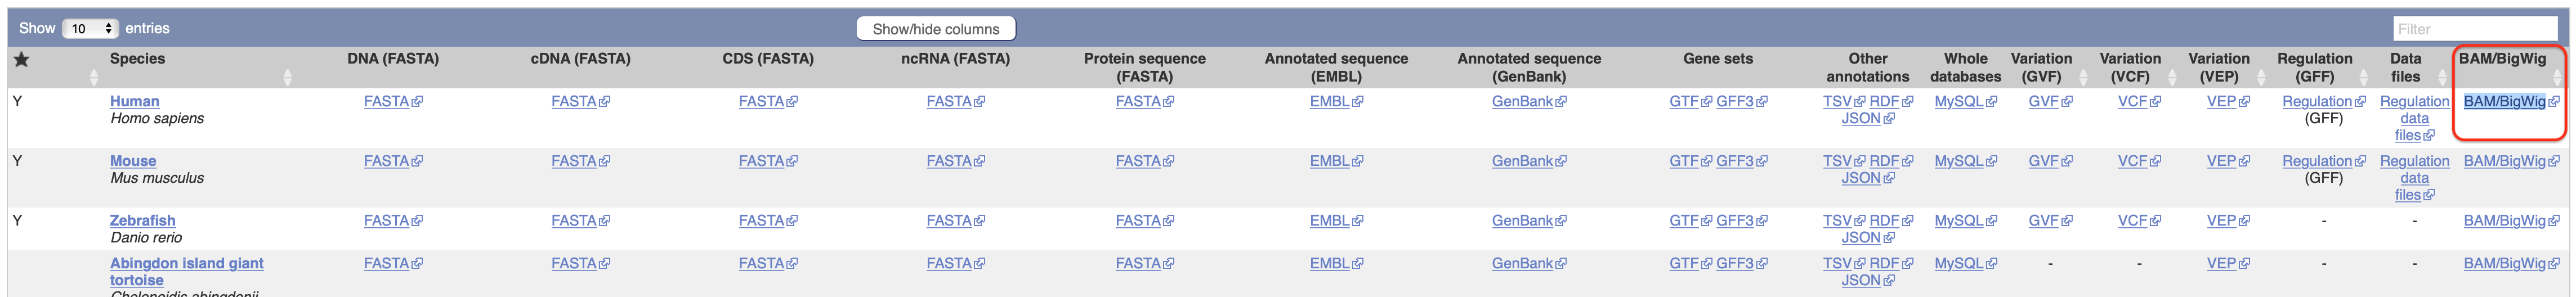 Show 10 entries Show/hide columns Filter
★ Species DNA (FASTA) cDNA (FASTA) CDS (FASTA) ncRNA (FASTA) Protein sequence (FASTA) Annotated sequence (EMBL) Annotated sequence (GenBank) Gene sets Other annotations Whole databases Variation (GVF) Variation (VCF) Variation (VEP) Regulation (GFF) Data files BAM/BigWig
Y Human FASTA FASTA FASTA FASTA FASTA EMBL GenBank GTF GFF3 TSV RDF MySQL GVF VCF VEP Regulation Regulation BAM/BigWig
Homo sapiens JSON (GFF) data
files
Y Mouse FASTA FASTA FASTA FASTA FASTA EMBL GenBank GTF GFF3 TSV RDF MySQL GVF VCF VEP Regulation Regulation BAM/BigWig
Mus musculus JSON (GFF) data
files
Y Zebrafish FASTA FASTA FASTA FASTA FASTA EMBL GenBank GTF GFF3 TSV RDF MySQL GVF VCF VEP - - BAM/BigWig
Danio rerio JSON
Abingdon island giant FASTA FASTA FASTA FASTA FASTA EMBL GenBank GTF GFF3 TSV RDF MySQL - - VEP - - BAM/BigWig
tortoise JSON
Chelonoidis abingdonii